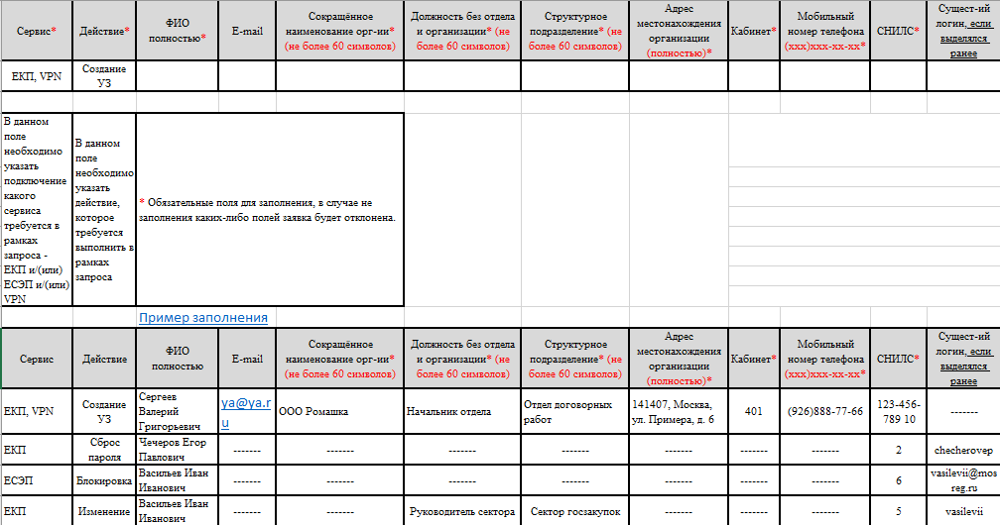 Сервис*
Действие*
ФИО
полностью*
E-mail
Сокращённое
наименование орг-ии*
(не более 60 символов)
Должность без отдела
и организации* (не
более 60 символов)
Структурное
подразделение* (не
более 60 символов)
Адрес
местонахождения
организации
(полностью)*
Кабинет*
Мобильный
номер телефона
(xxx)xxx-xx-xx*
СНИЛС*
Сущест-ий
логин, если
выделялся
ранее
ЕКП, VPN
Создание
УЗ
В данном
поле
необходимо
указать
подключение
какого
сервиса
требуется в
рамках
запроса -
ЕКП и/(или)
ЕСЭП и/(или)
VPN
В данном
поле
необходимо
указать
действие,
которое
требуется
выполнить в
рамках
запроса
* Обязательные поля для заполнения, в случае не
заполнения каких-либо полей заявка будет отклонена.
Пример заполнения
Сервис
Действие
ФИО
полностью
E-mail
Сокращённое
наименование орг-ии*
(не более 60 символов)
Должность без отдела
и организации* (не
более 60 символов)
Структурное
подразделение* (не
более 60 символов)
Адрес
местонахождения
организации
(полностью)*
Кабинет*
Мобильный
номер телефона
(xxx)xxx-xx-xx*
СНИЛС*
Сущест-ий
логин, если
выделялся
ранее
ЕКП, VPN
Создание
УЗ
Сергеев
Валерий
Григорьевич
ya@ya.r
u
ООО Ромашка
Начальник отдела
Отдел договорных
работ
141407, Москва,
ул. Примера, д. 6
401
(926)888-77-66
123-456-
789 10
-------
ЕКП
Сброс
пароля
Чечеров Егор
Павлович
-------
-------
-------
-------
-------
-------
-------
2
checherovep
ЕСЭП
Блокировка
Васильев Иван
Иванович
-------
-------
-------
-------
-------
-------
-------
6
vasilevii@mos
reg.ru
ЕКП
Изменение
Васильев Иван
Иванович
-------
-------
Руководитель сектора
Сектор госзакупок
-------
-------
-------
5
vasilevii